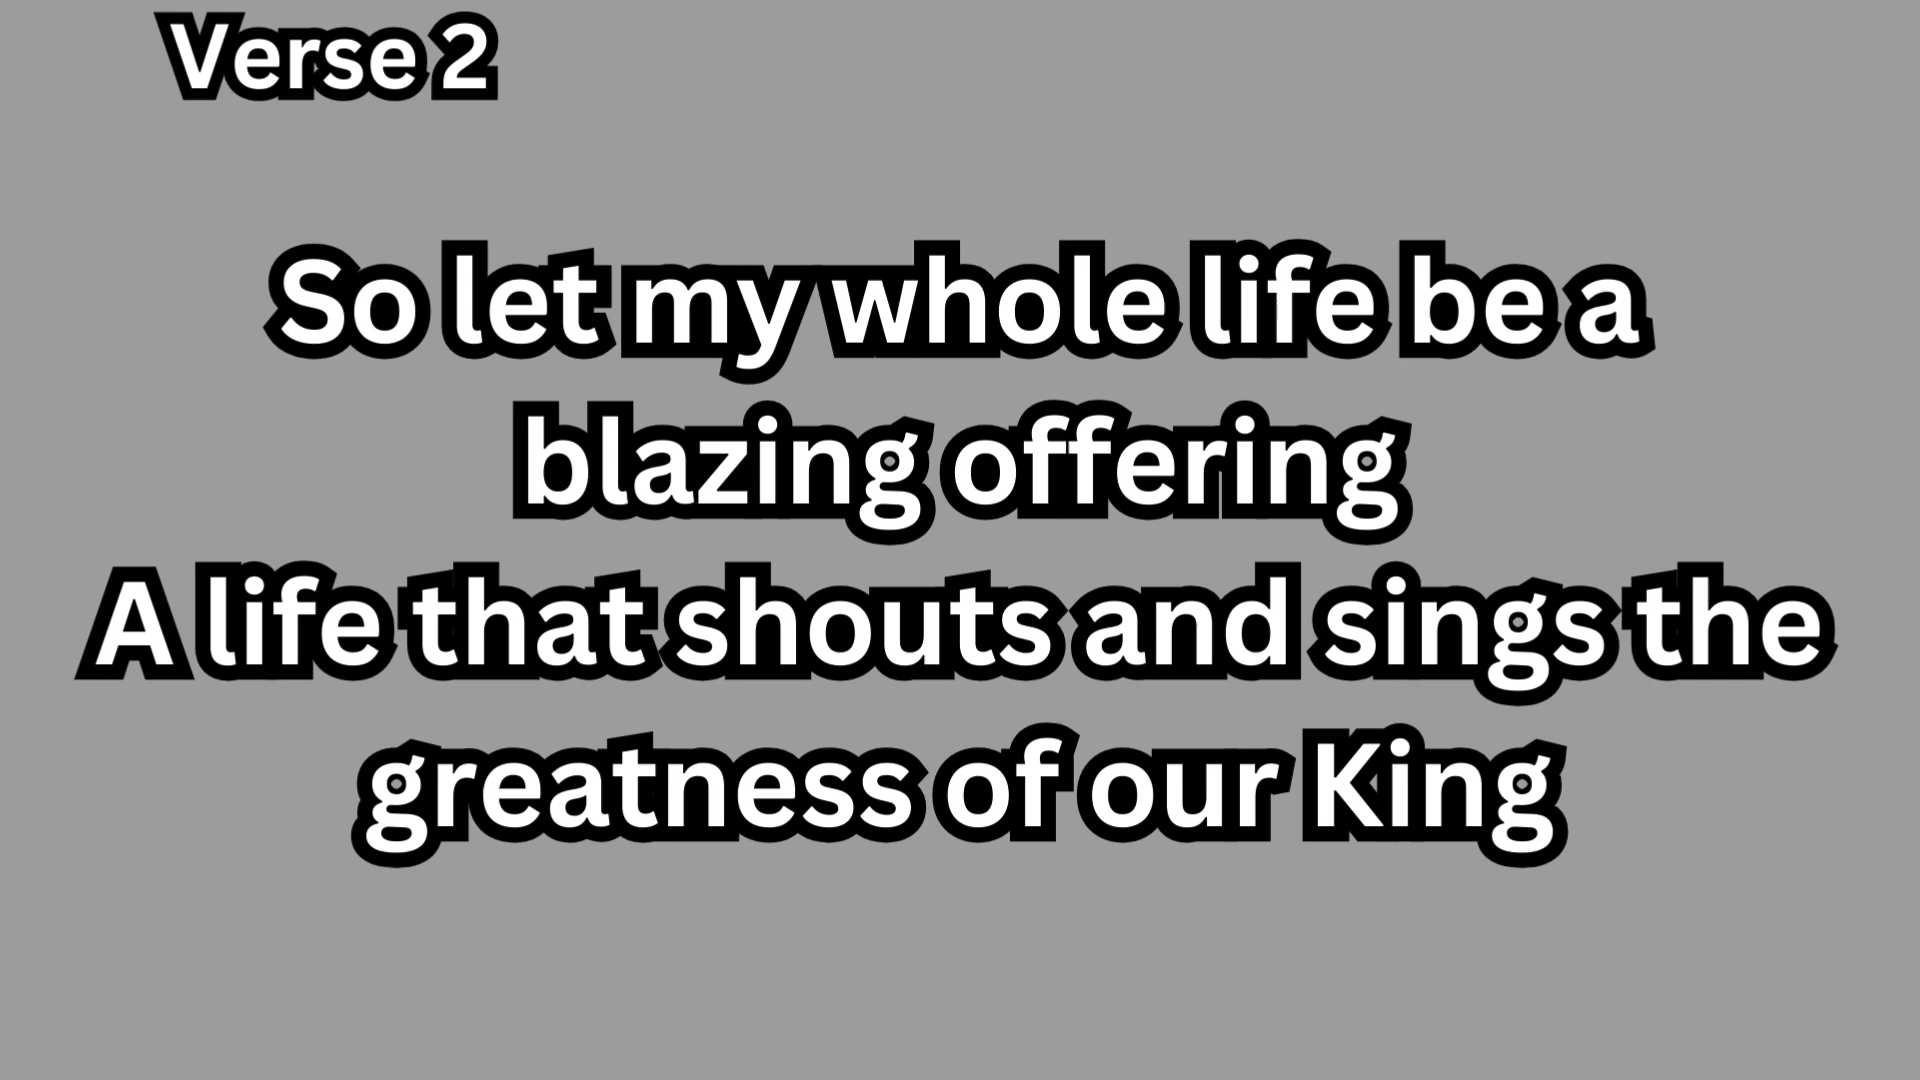 Verse 2
So let my whole life be a
blazing offering
A life that shouts and sings the
greatness of our King